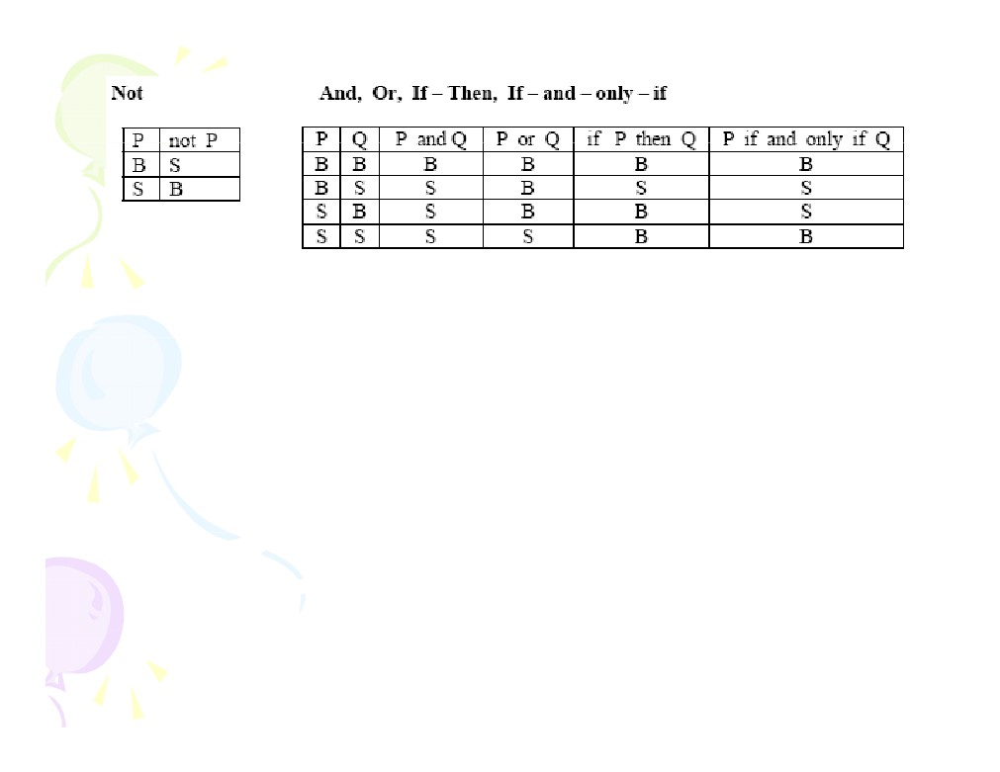 Not
And, Or, If – Then, If – and – only – if
P not P
B S
S B
P Q P and Q P or Q if P then Q P if and only if Q
B B B B B B
B S S B S S
S B S B B S
S S S S B B